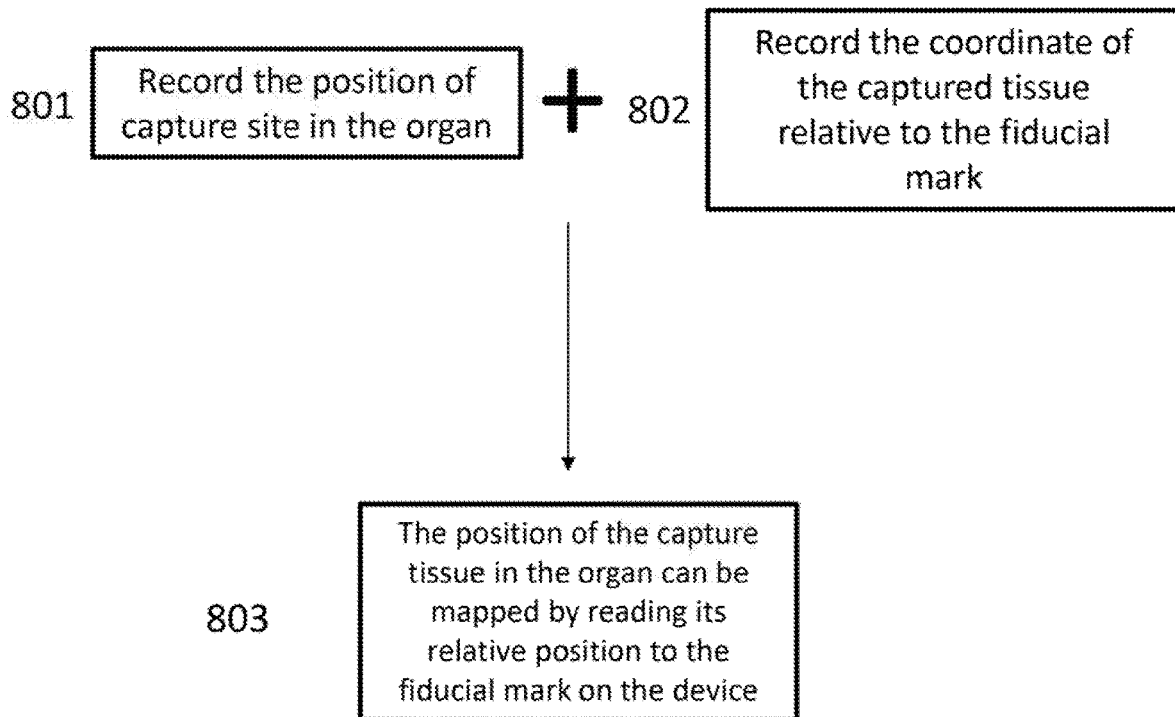 801
Record the position of
capture site in the organ
+
802
Record the coordinate of
the captured tissue
relative to the fiducial
mark
803
The position of the capture
tissue in the organ can be
mapped by reading its
relative position to the
fiducial mark on the device